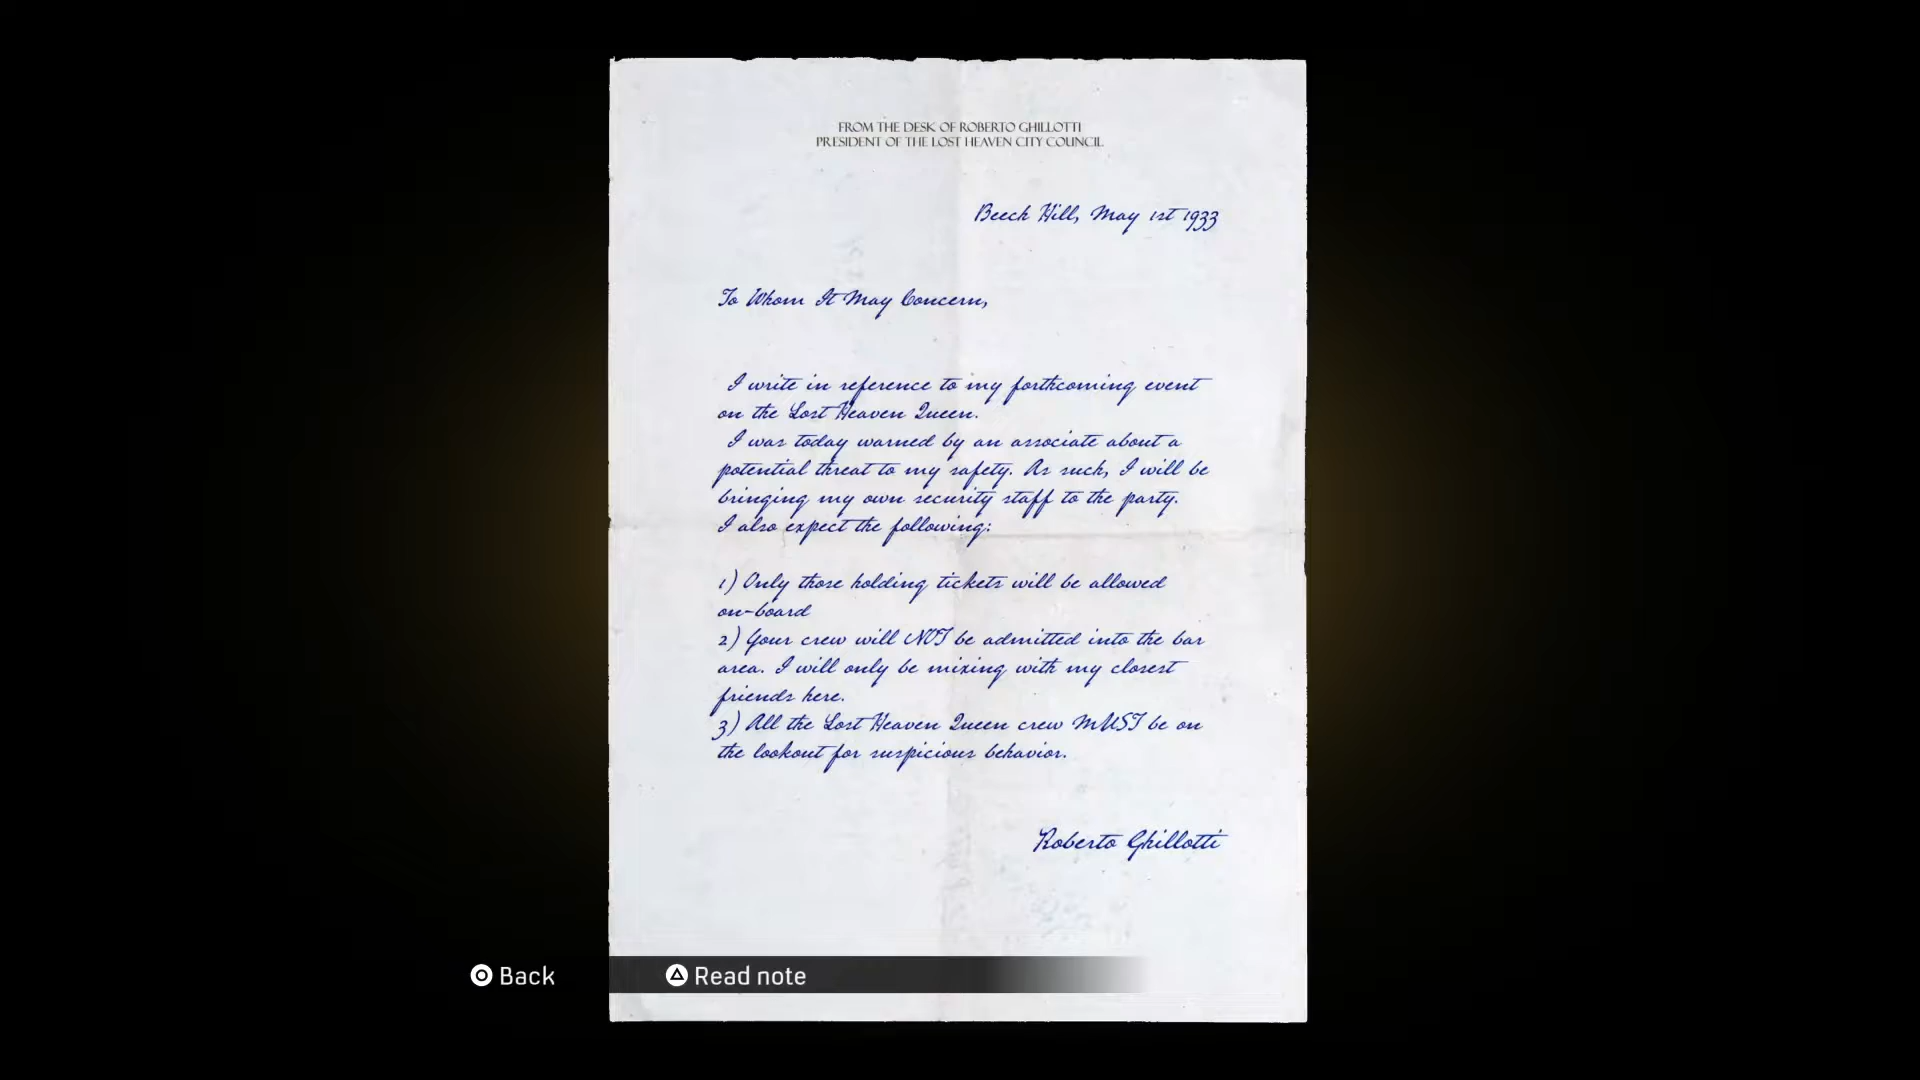 FROM THE DESK OF ROBERTO GHILLOTTI
PRESIDENT OF THE LOST HEAVEN CITY COUNCIL
Beech Hill, May 1st 1933
To Whom It May Concern,
I write in reference to my forthcoming event
on the Lost Heaven Queen.
I was today warned by an associate about a
potential threat to my safety. As such, I will be
bringing my own security staff to the party.
I also expect the following:
1) Only those holding tickets will be allowed
on-board
2) Your crew will NOT be admitted into the bar
area. I will only be mixing with my closest
friends here.
3) All the Lost Heaven Queen crew MUST be on
the lookout for suspicious behavior.
Roberto Ghillotti
Back
Read note